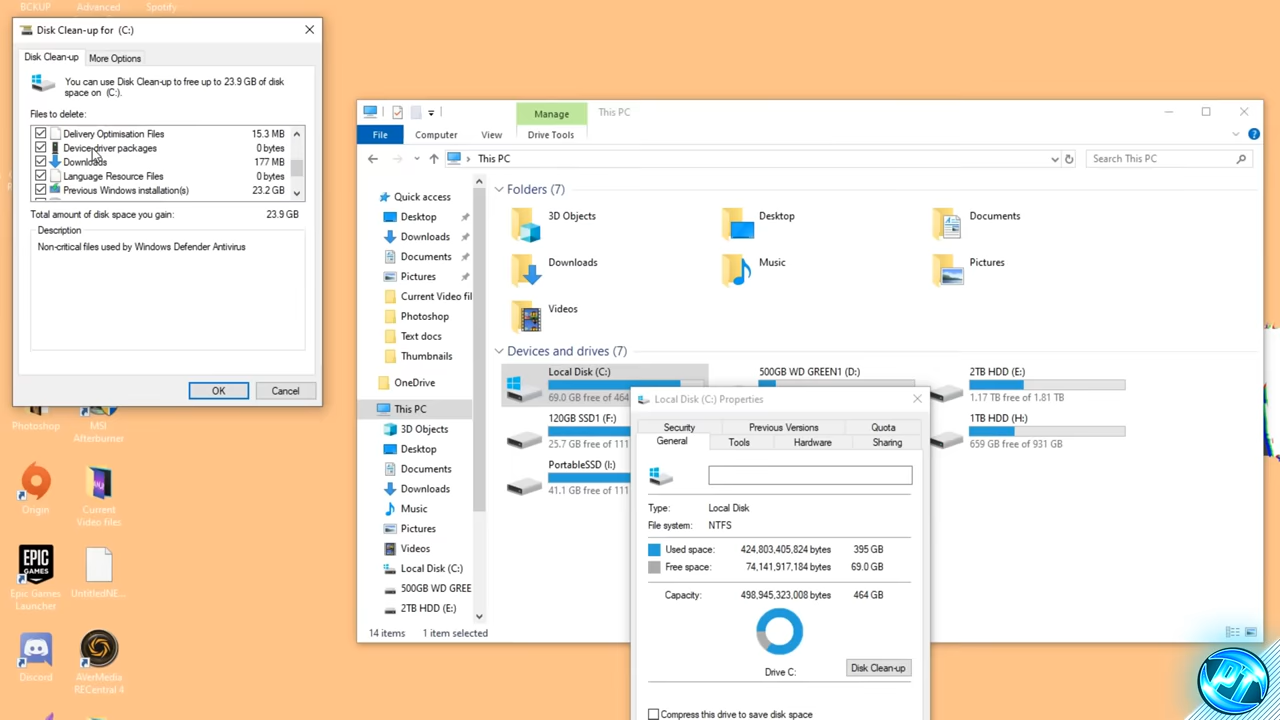 BCKUP
Advanced
Spotify
Disk Clean-up for (C:)
Disk Clean-up
More Options
You can use Disk Clean-up to free up to 23.9 GB of disk
space on (C:).
Files to delete:
Delivery Optimisation Files 15.3 MB
Device driver packages 0 bytes
Downloads 177 MB
Language Resource Files 0 bytes
Previous Windows installation(s) 23.2 GB
Total amount of disk space you gain: 23.9 GB
Description
Non-critical files used by Windows Defender Antivirus
OK
Cancel
Photoshop
MSI
Afterburner
Origin
Current
Video files
Epic Games
Launcher
UntitledNE...
Discord
AVerMedia
RECentral 4
Manage
This PC
File
Computer
View
Drive Tools
This PC
Search This PC
Quick access
Desktop
Downloads
Documents
Pictures
Current Video fil
Photoshop
Text docs
Thumbnails
OneDrive
This PC
3D Objects
Desktop
Documents
Downloads
Music
Pictures
Videos
Local Disk (C:)
500GB WD GREE
2TB HDD (E:)
14 items
1 item selected
Folders (7)
3D Objects
Desktop
Documents
Downloads
Music
Pictures
Videos
Devices and drives (7)
Local Disk (C:)
69.0 GB free of 464
500GB WD GREEN1 (D:)
2TB HDD (E:)
1.17 TB free of 1.81 TB
120GB SSD1 (F:)
25.7 GB free of 111
1TB HDD (H:)
659 GB free of 931 GB
PortableSSD (I:)
41.1 GB free of 111
Local Disk (C:) Properties
Security
Previous Versions
Quota
General
Tools
Hardware
Sharing
Type: Local Disk
File system: NTFS
Used space: 424,803,405,824 bytes 395 GB
Free space: 74,141,917,184 bytes 69.0 GB
Capacity: 498,945,323,008 bytes 464 GB
Drive C:
Disk Clean-up
Compress this drive to save disk space